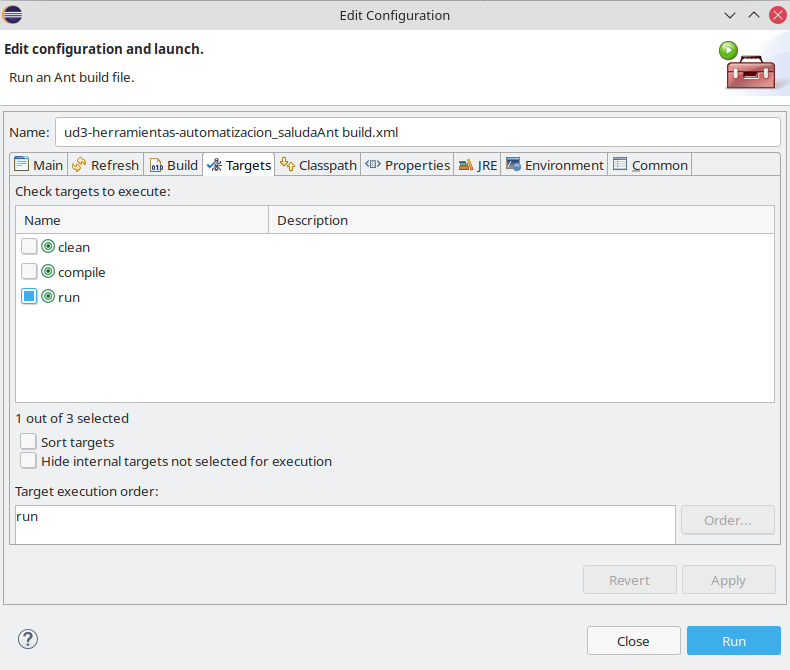 Edit Configuration
Edit configuration and launch.
Run an Ant build file.
Name: ud3-herramientas-automatizacion_saludaAnt build.xml
Main Refresh Build Targets Classpath Properties JRE Environment Common
Check targets to execute:
Name Description
clean
compile
run
1 out of 3 selected
Sort targets
Hide internal targets not selected for execution
Target execution order:
run
Order...
Revert Apply
? Close Run